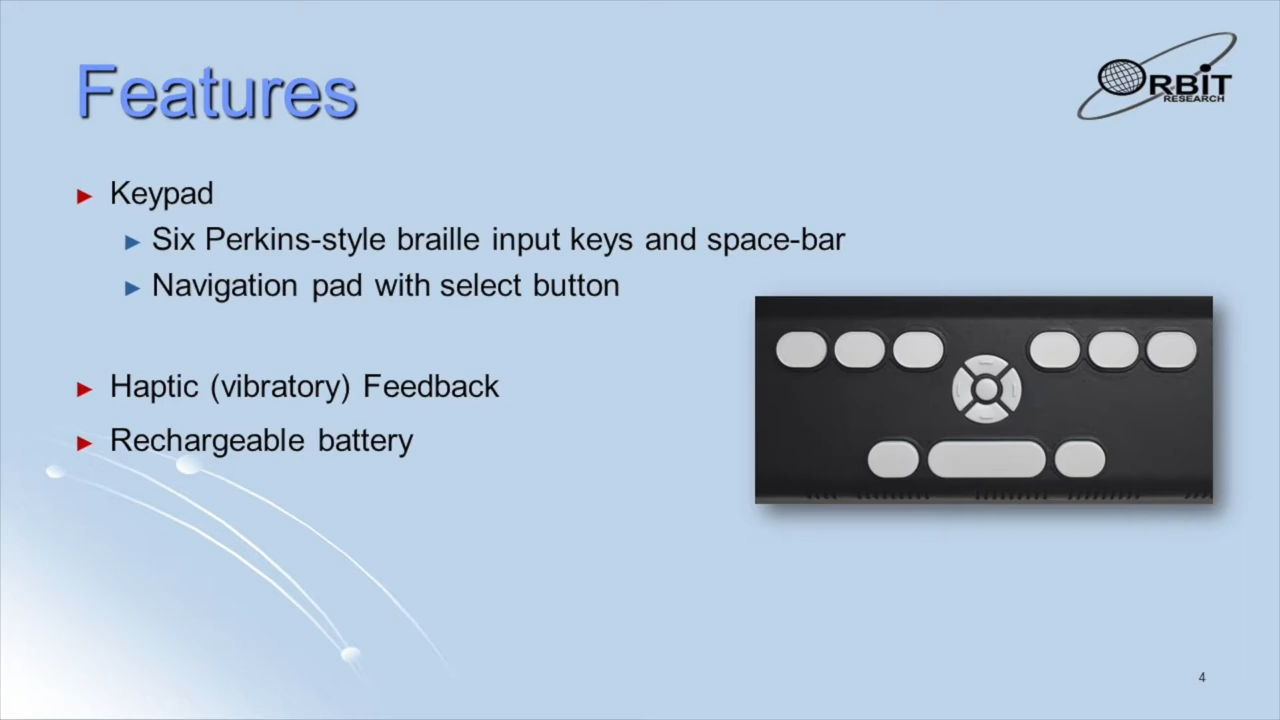 Features
ORBIT
RESEARCH
► Keypad
► Six Perkins-style braille input keys and space-bar
► Navigation pad with select button
► Haptic (vibratory) Feedback
► Rechargeable battery
4